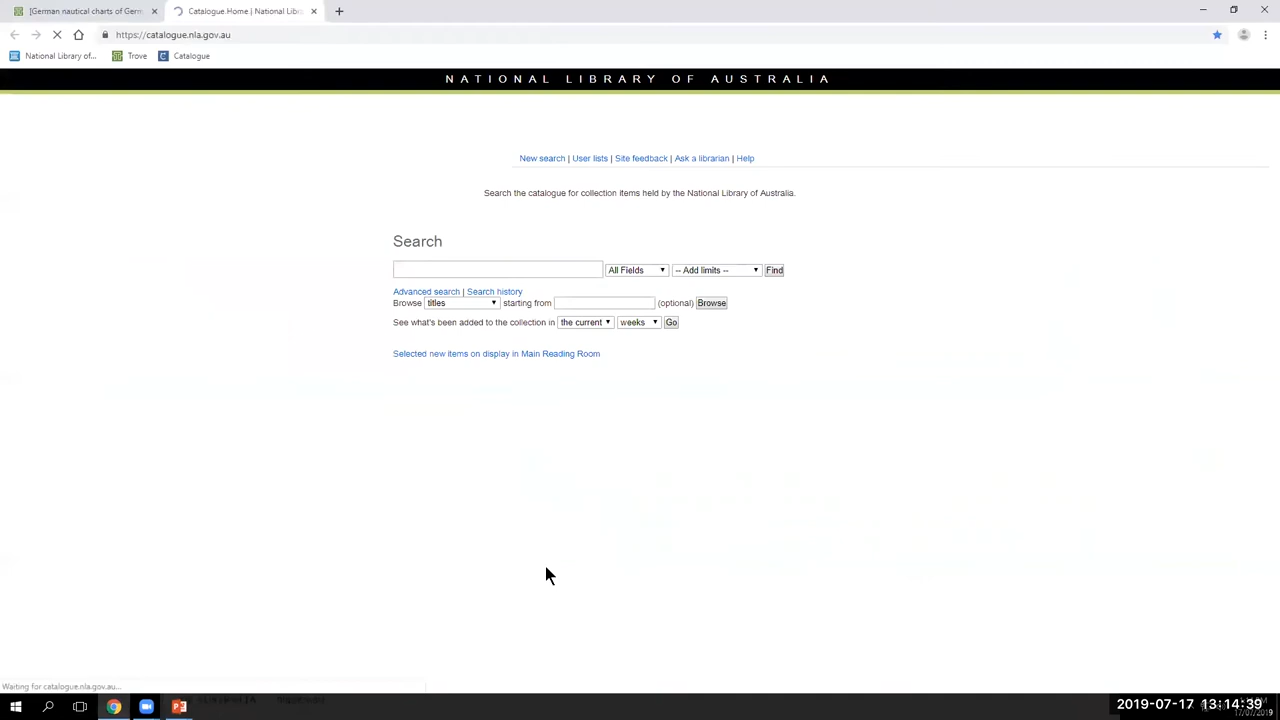 [German nautical charts of Germ
Catalogue Home | National Libr
https://catalogue.nla.gov.au
National Library of...
Trove
Catalogue
NATIONAL LIBRARY OF AUSTRALIA
New search | User lists | Site feedback | Ask a librarian | Help
Search the catalogue for collection items held by the National Library of Australia.
Search
All Fields
-- Add limits --
Find
Advanced search | Search history
Browse titles starting from (optional) Browse
See what's been added to the collection in the current weeks Go
Selected new items on display in Main Reading Room
Waiting for catalogue.nla.gov.au...
2019-07-17 13:14:39
17/07/2019